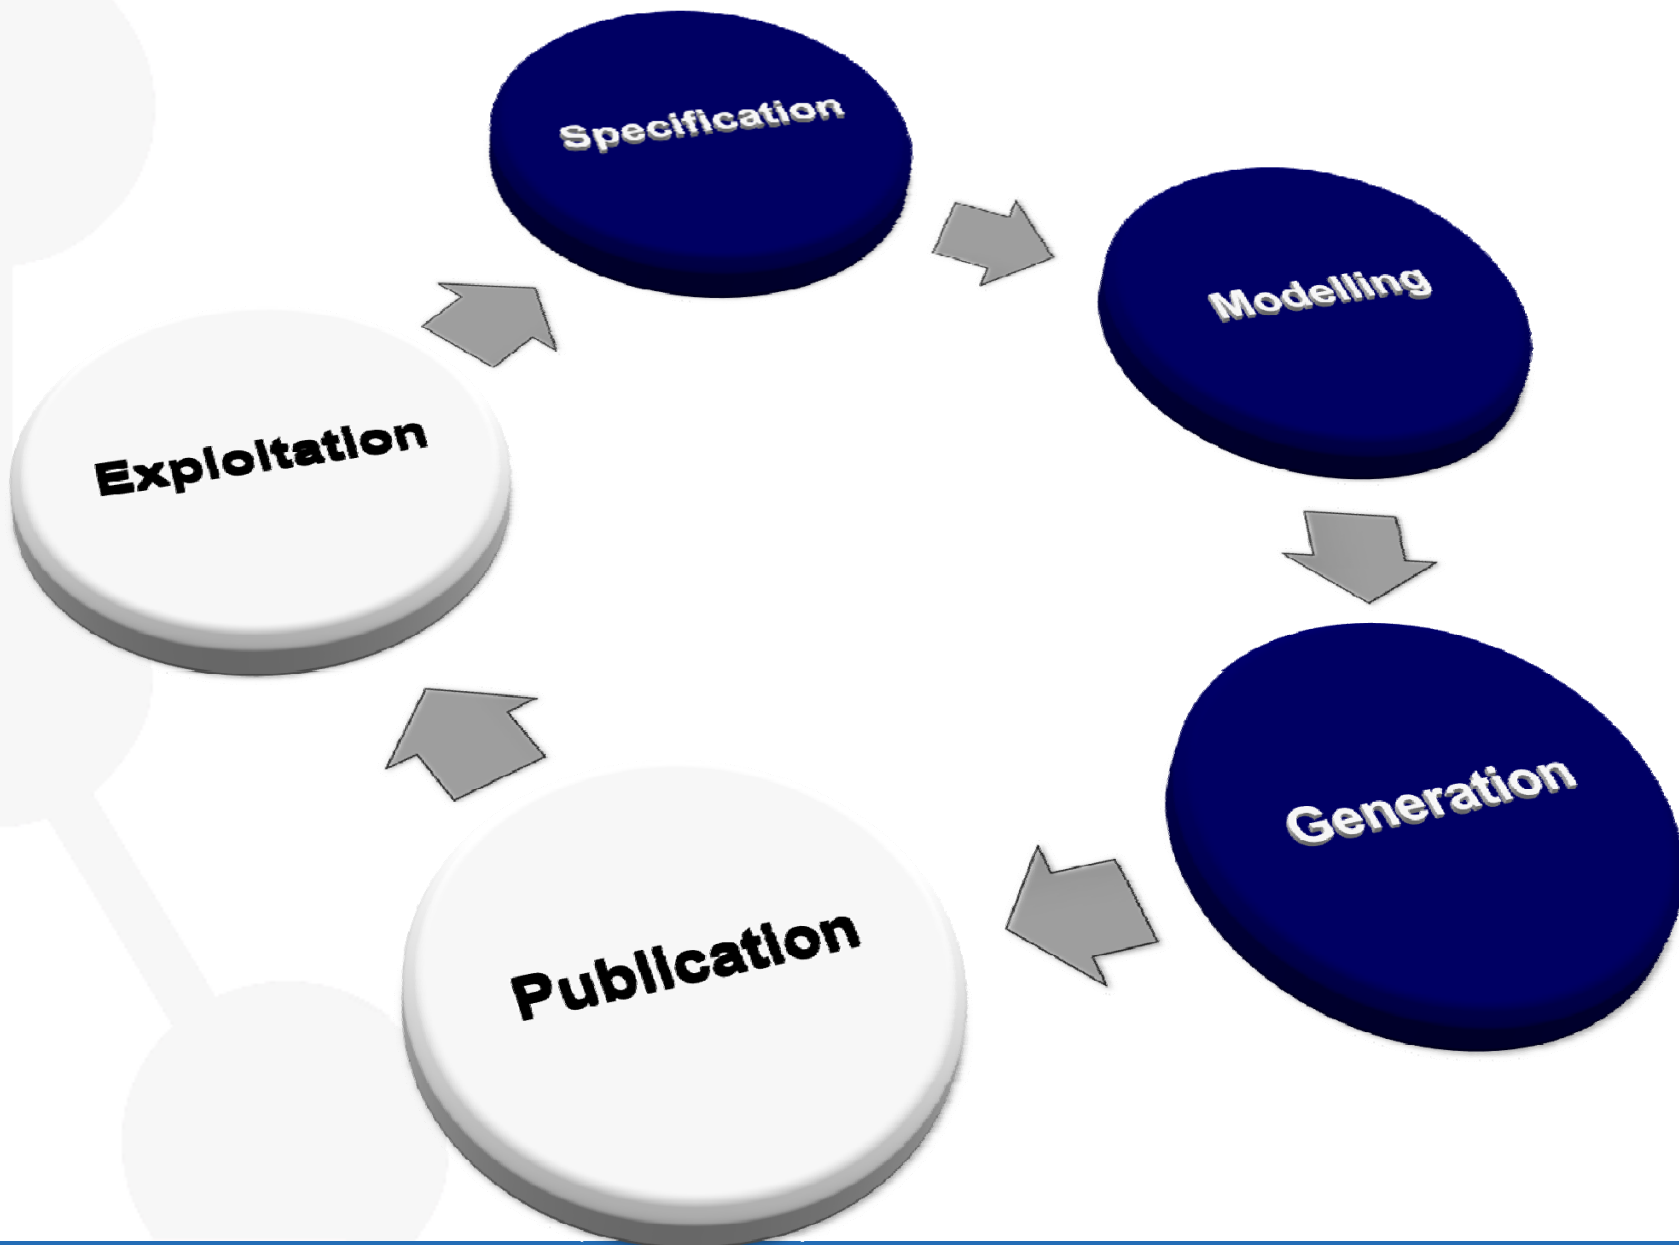 Specification
Modelling
Generation
Publication
Exploitation